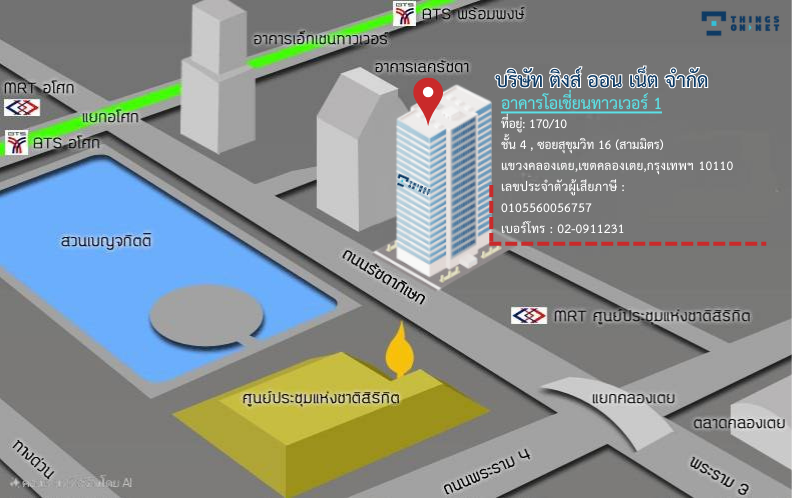 BTS พร้อมพงษ์
THINGS
ON NET
อาคารเอ็กเชนทาวเวอร์
อาคารเลครัชดา
บริษัท ติงส์ ออน เน็ต จำกัด
อาคารโอเชี่ยนทาวเวอร์ 1
ที่อยู่: 170/10
ชั้น 4 , ซอยสุขุมวิท 16 (สามมิตร)
แขวงคลองเตย,เขตคลองเตย,กรุงเทพฯ 10110
เลขประจำตัวผู้เสียภาษี :
0105560056757
เบอร์โทร : 02-0911231
MRT อโศก
แยกอโศก
BTS
BTS อโศก
สวนเบญจกิตติ
ถนนรัชดาภิเษก
MRT ศูนย์ประชุมแห่งชาติสิริกิต
ศูนย์ประชุมแห่งชาติสิริกิต
แยกคลองเตย
ตลาดคลองเตย
ทางด่วน
ถนนพระราม 4
พระราม 3